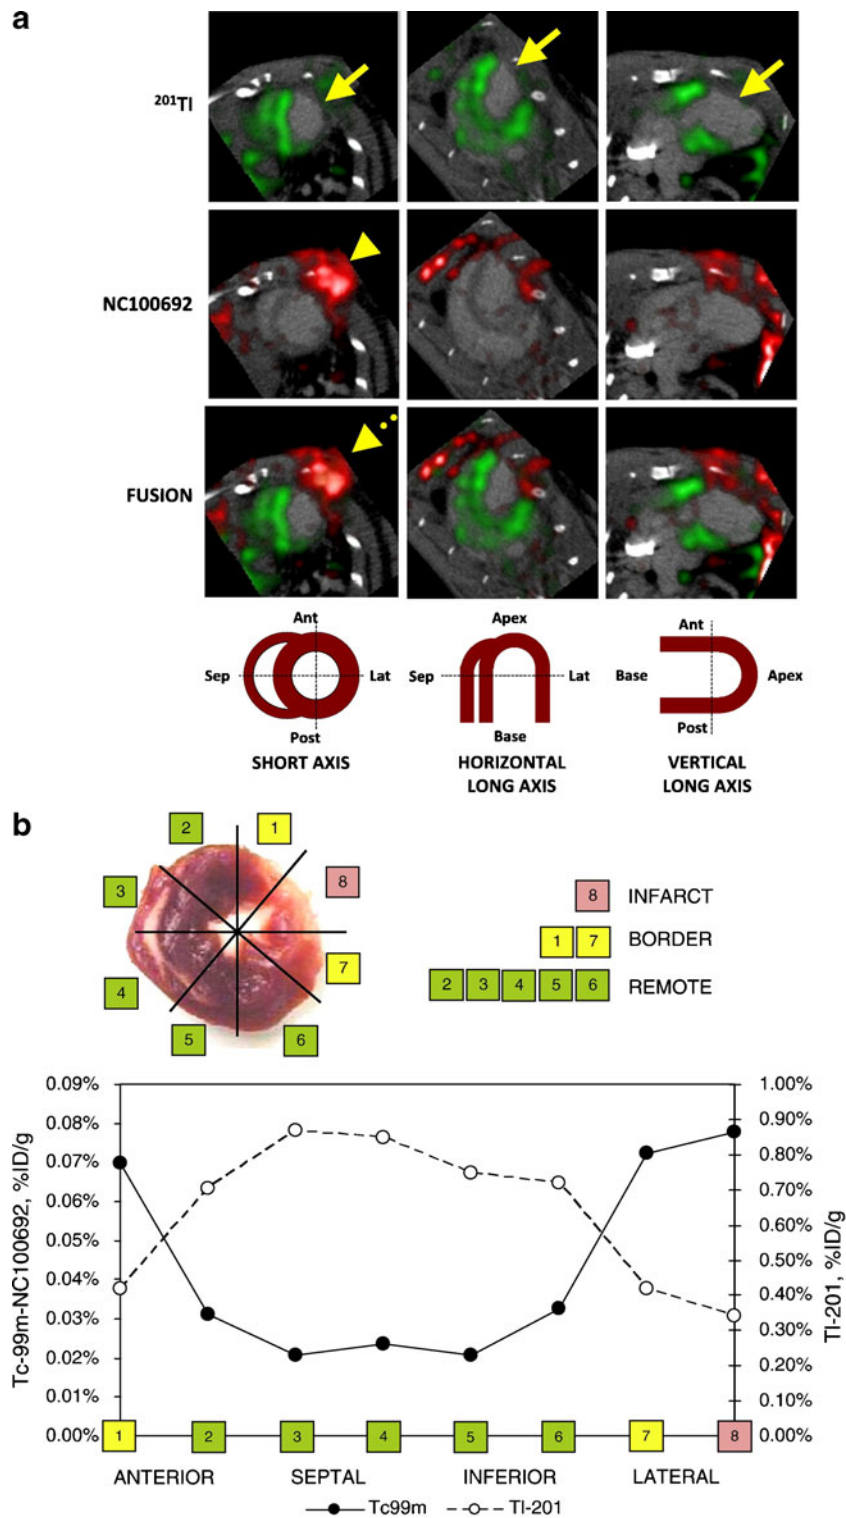 a
201Tl
NC100692
FUSION
Ant
Sep
Lat
Post
SHORT AXIS
Apex
Sep
Lat
Base
HORIZONTAL
LONG AXIS
Ant
Base
Apex
Post
VERTICAL
LONG AXIS
b
2
1
3
8
4
7
5
6
8 INFARCT
1 7 BORDER
2 3 4 5 6 REMOTE
Tc-99m-NC100692, %ID/g
0.09%
0.08%
0.07%
0.06%
0.05%
0.04%
0.03%
0.02%
0.01%
0.00%
1.00%
0.90%
0.80%
0.70%
0.60%
0.50%
0.40%
0.30%
0.20%
0.10%
0.00%
Tl-201, %ID/g
1 2 3 4 5 6 7 8
ANTERIOR SEPTAL INFERIOR LATERAL
Tc99m Tl-201